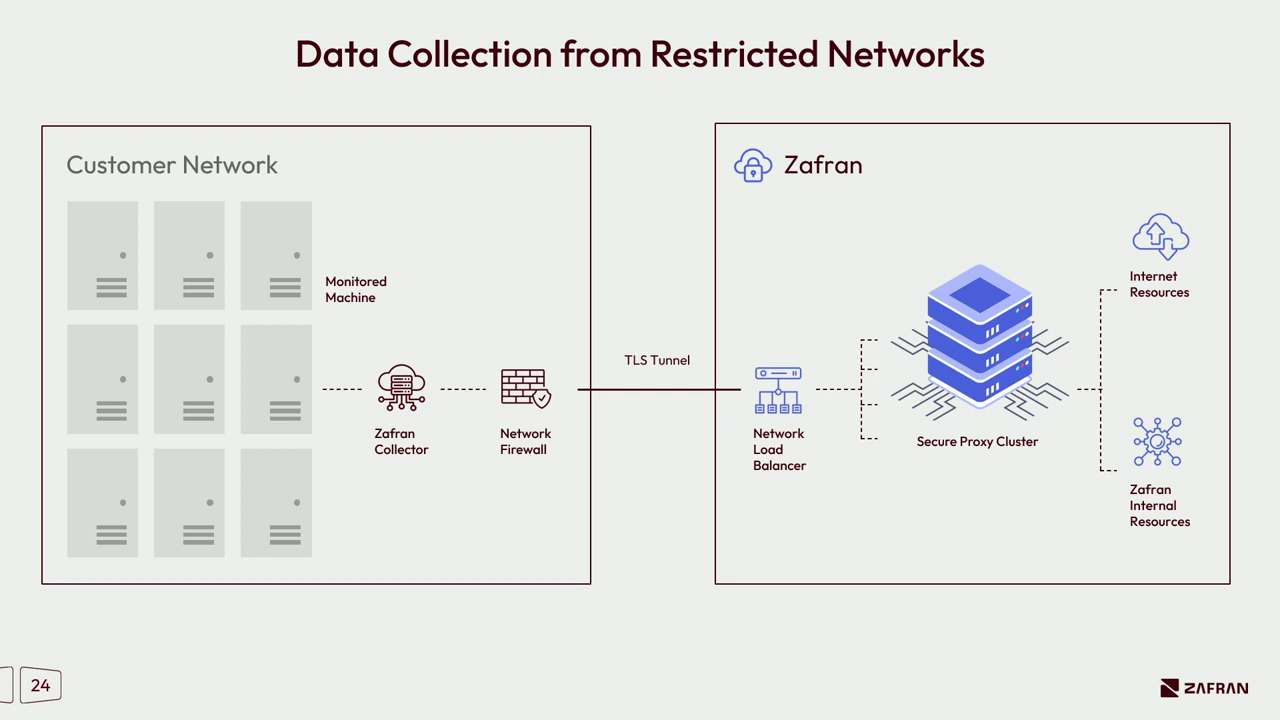 Data Collection from Restricted Networks
Customer Network
Monitored
Machine
Zafran
Collector
Network
Firewall
TLS Tunnel
Zafran
Network
Load
Balancer
Secure Proxy Cluster
Internet
Resources
Zafran
Internal
Resources
24
ZAFRAN